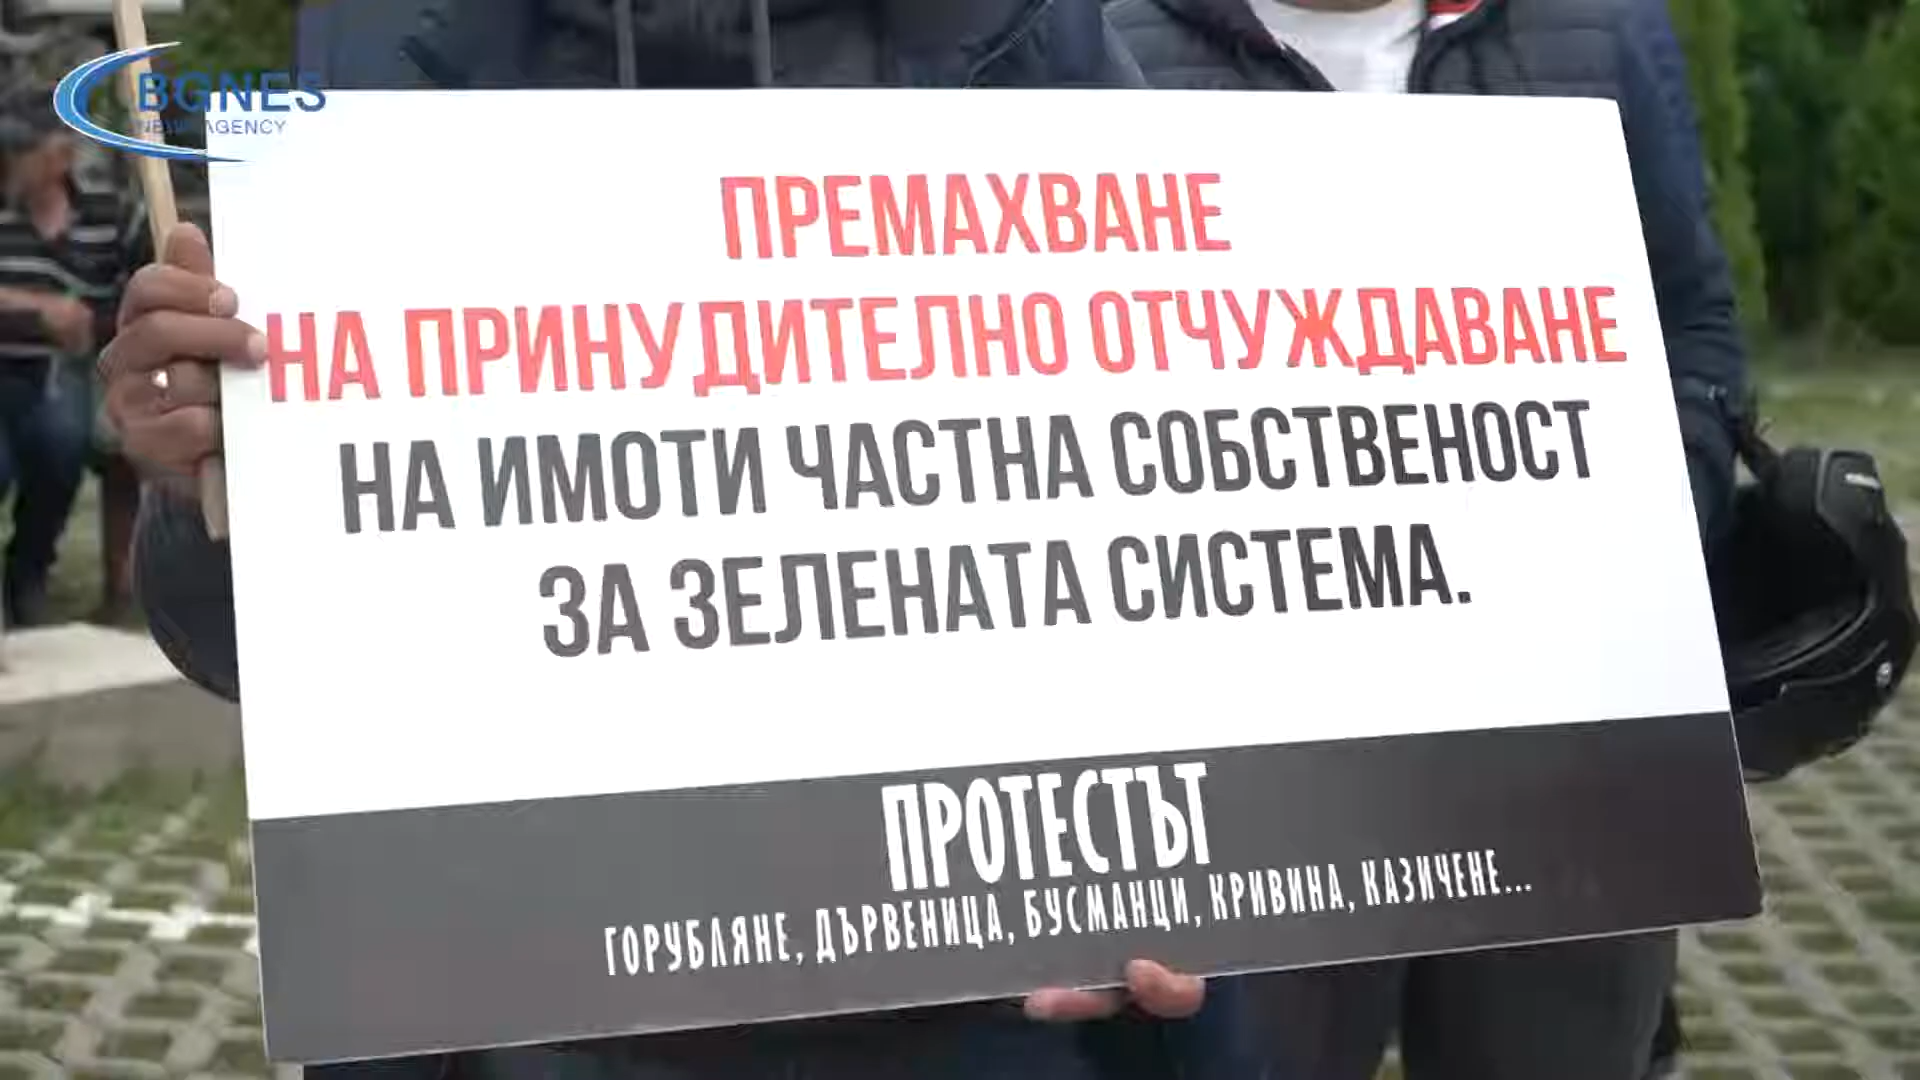 BGNES
NEWS AGENCY
ПРЕМАХВАНЕ
НА ПРИНУДИТЕЛНО ОТЧУЖДАВАНЕ
НА ИМОТИ ЧАСТНА СОБСТВЕНОСТ
ЗА ЗЕЛЕНАТА СИСТЕМА.
ПРОТЕСТЪТ
ГОРУБЛЯНЕ, ДЪРВЕНИЦА, БУСМАНЦИ, КРИВИНА, КАЗИЧЕНЕ...